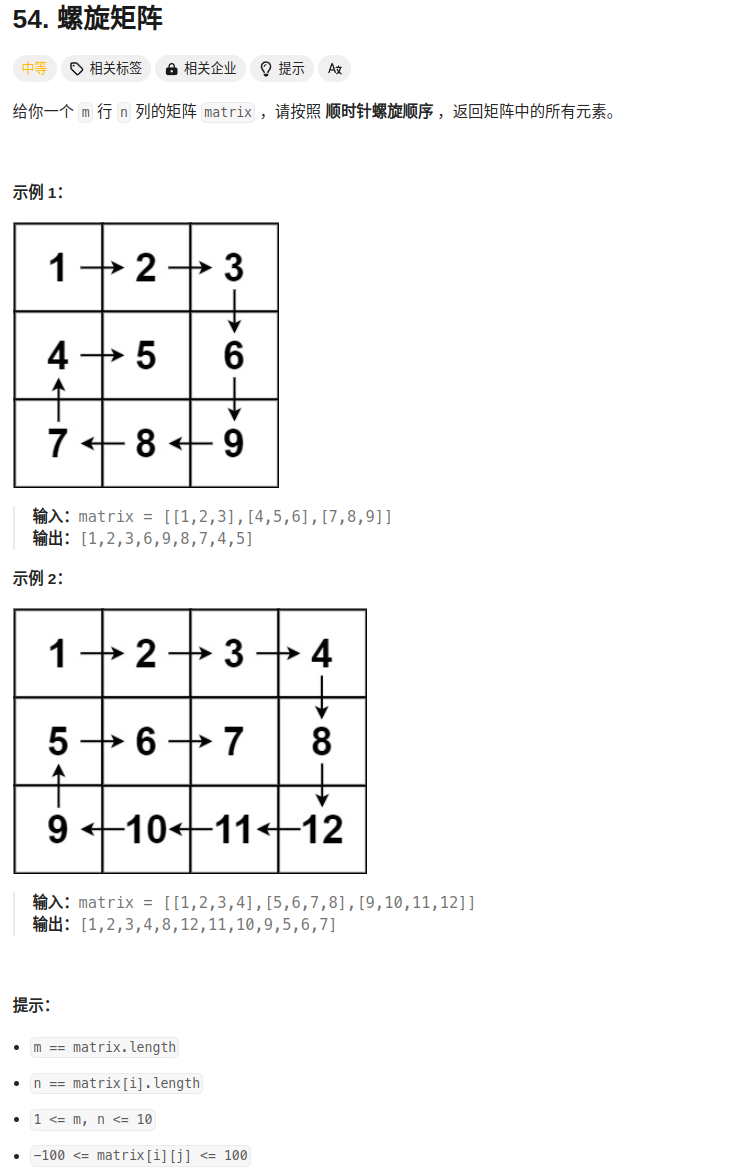 54. 螺旋矩阵
中等 相关标签 相关企业 提示 Aあ
给你一个 m 行 n 列的矩阵 matrix ，请按照 顺时针螺旋顺序 ，返回矩阵中的所有元素。
示例 1：
1 2 3
4 5 6
7 8 9
输入：matrix = [[1,2,3],[4,5,6],[7,8,9]]
输出：[1,2,3,6,9,8,7,4,5]
示例 2：
1 2 3 4
5 6 7 8
9 10 11 12
输入：matrix = [[1,2,3,4],[5,6,7,8],[9,10,11,12]]
输出：[1,2,3,4,8,12,11,10,9,5,6,7]
提示：
m == matrix.length
n == matrix[i].length
1 <= m, n <= 10
-100 <= matrix[i][j] <= 100